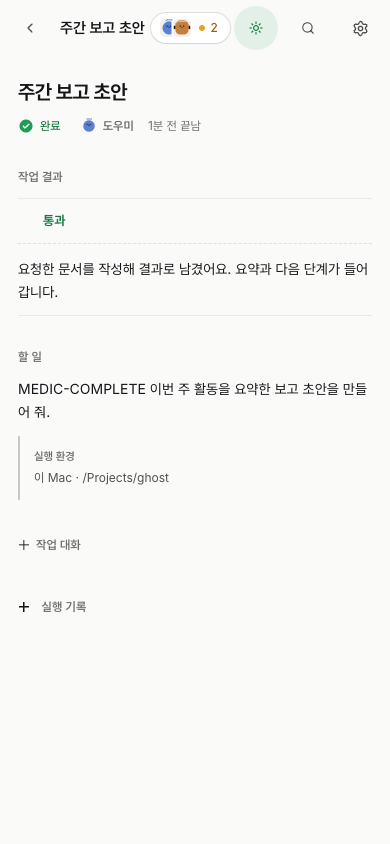 주간 보고 초안
2
주간 보고 초안
완료 도우미 1분 전 끝남
작업 결과
통과
요청한 문서를 작성해 결과로 남겼어요. 요약과 다음 단계가 들어
갑니다.
할 일
MEDIC-COMPLETE 이번 주 활동을 요약한 보고 초안을 만들
어 줘.
실행 환경
이 Mac · /Projects/ghost
작업 대화
실행 기록